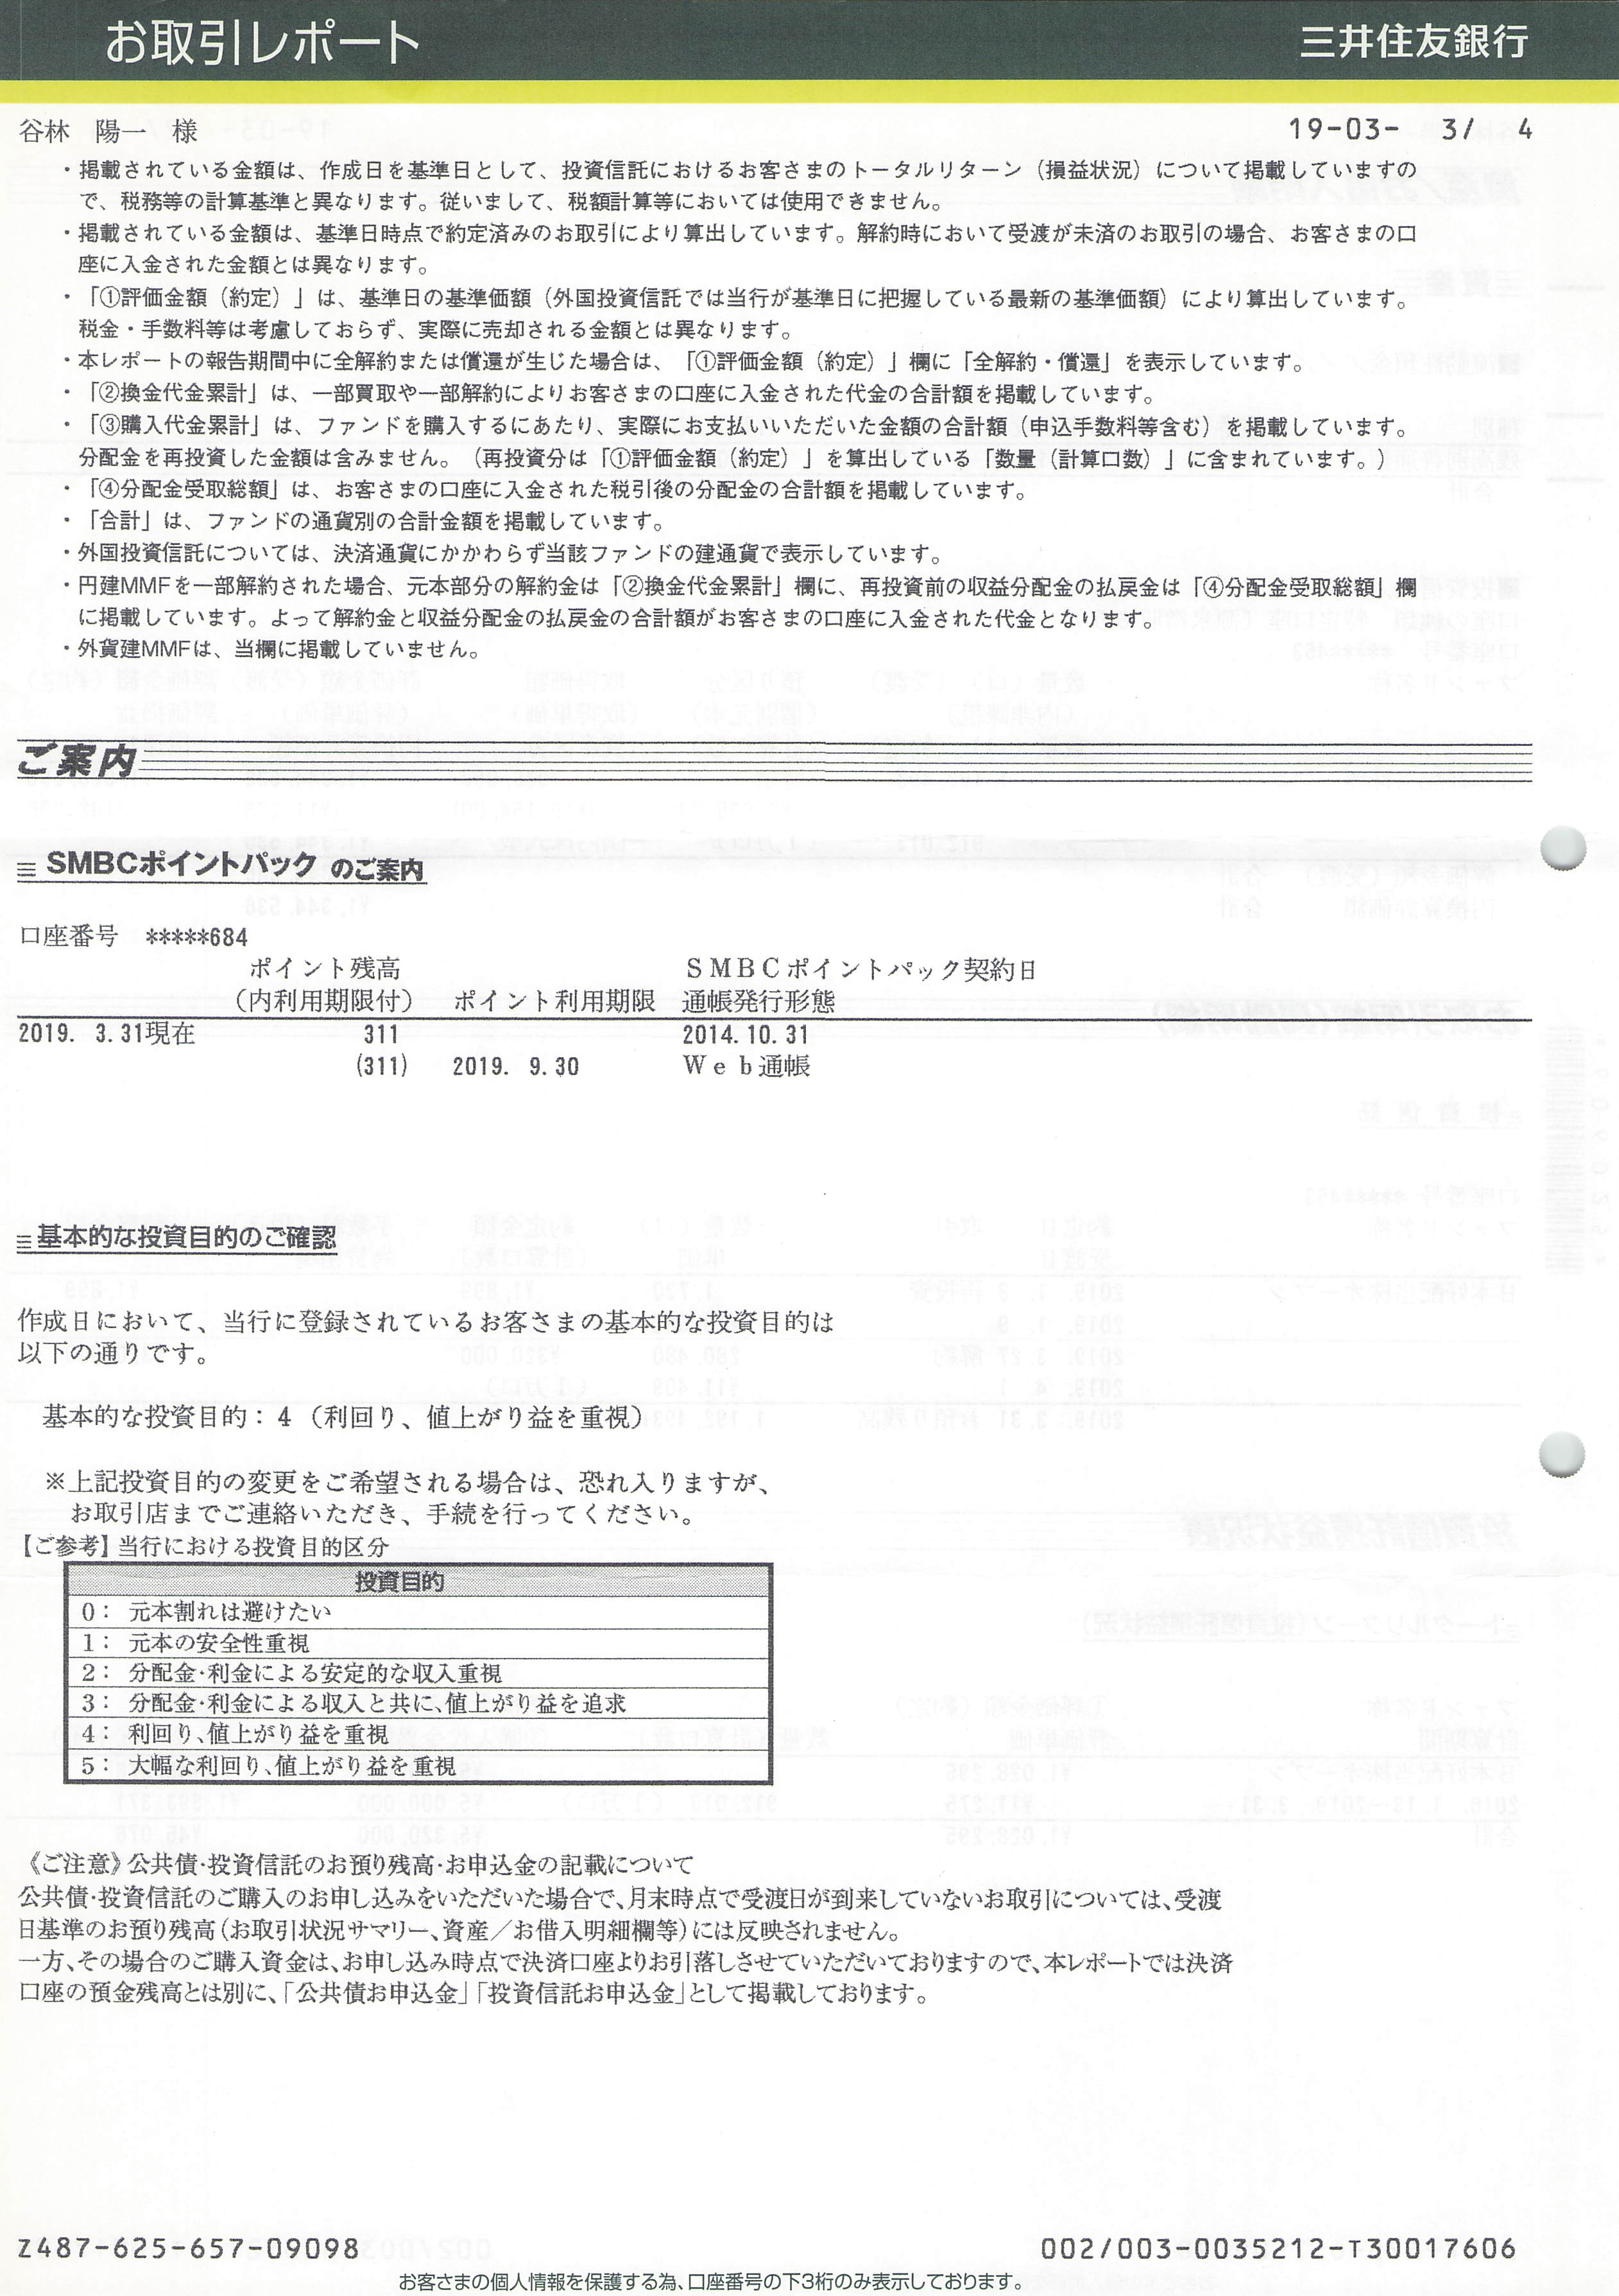 お取引レポート
三井住友銀行
谷林 陽一 様
19-03- 3/ 4
・掲載されている金額は、作成日を基準日として、投資信託におけるお客さまのトータルリターン（損益状況）について掲載していますの
で、税務等の計算基準と異なります。従いまして、税額計算等においては使用できません。
・掲載されている金額は、基準日時点で約定済みのお取引により算出しています。解約時において受渡が未済のお取引の場合、お客さまの口
座に入金された金額とは異なります。
・「①評価金額（約定）」は、基準日の基準価額（外国投資信託では当行が基準日に把握している最新の基準価額）により算出しています。
税金・手数料等は考慮しておらず、実際に売却される金額とは異なります。
・本レポートの報告期間中に全解約または償還が生じた場合は、「①評価金額（約定）」欄に「全解約・償還」を表示しています。
・「②換金代金累計」は、一部買取や一部解約によりお客さまの口座に入金された代金の合計額を掲載しています。
・「③購入代金累計」は、ファンドを購入するにあたり、実際にお支払いいただいた金額の合計額（申込手数料等含む）を掲載しています。
分配金を再投資した金額は含みません。（再投資分は「①評価金額（約定）」を算出している「数量（計算口数）」に含まれています。）
・「④分配金受取総額」は、お客さまの口座に入金された税引後の分配金の合計額を掲載しています。
・「合計」は、ファンドの通貨別の合計金額を掲載しています。
・外国投資信託については、決済通貨にかかわらず当該ファンドの建通貨で表示しています。
・円建MMFを一部解約された場合、元本部分の解約金は「②換金代金累計」欄に、再投資前の収益分配金の払戻金は「④分配金受取総額」欄
に掲載しています。よって解約金と収益分配金の払戻金の合計額がお客さまの口座に入金された代金となります。
・外貨建MMFは、当欄に掲載していません。
ご案内
SMBCポイントパック のご案内
口座番号 *****684
ポイント残高 ＳＭＢＣポイントパック契約日
（内利用期限付） ポイント利用期限 通帳発行形態
2019. 3.31現在 311 2014.10.31
(311) 2019. 9.30 Ｗｅｂ通帳
基本的な投資目的のご確認
作成日において、当行に登録されているお客さまの基本的な投資目的は
以下の通りです。
基本的な投資目的：４（利回り、値上がり益を重視）
※上記投資目的の変更をご希望される場合は、恐れ入りますが、
お取引店までご連絡いただき、手続を行ってください。
【ご参考】当行における投資目的区分
投資目的
０： 元本割れは避けたい
１： 元本の安全性重視
２： 分配金・利金による安定的な収入重視
３： 分配金・利金による収入と共に、値上がり益を追求
４： 利回り、値上がり益を重視
５： 大幅な利回り、値上がり益を重視
《ご注意》公共債・投資信託のお預り残高・お申込金の記載について
公共債・投資信託のご購入のお申し込みをいただいた場合で、月末時点で受渡日が到来していないお取引については、受渡
日基準のお預り残高（お取引状況サマリー、資産／お借入明細欄等）には反映されません。
一方、その場合のご購入資金は、お申し込み時点で決済口座よりお引落しさせていただいておりますので、本レポートでは決済
口座の預金残高とは別に、「公共債お申込金」「投資信託お申込金」として掲載しております。
Z487-625-657-09098
002/003-0035212-T30017606
お客さまの個人情報を保護する為、口座番号の下3桁のみ表示しております。